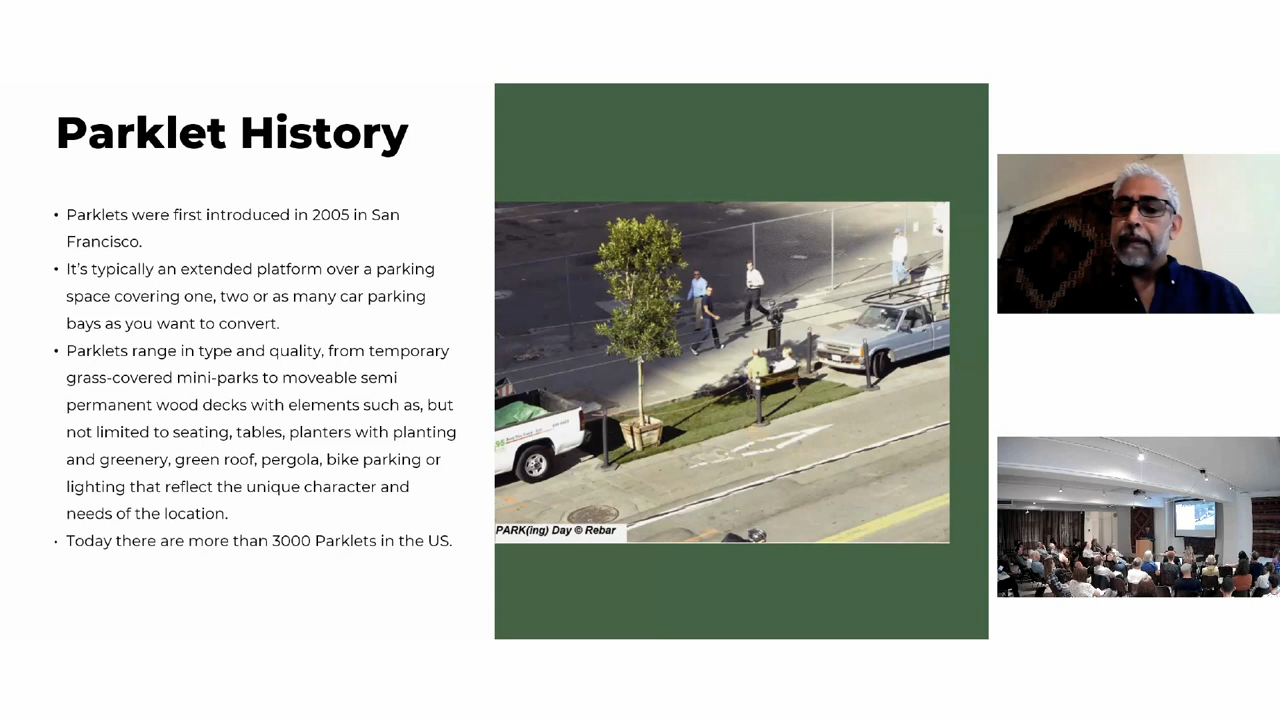 Parklet History
• Parklets were first introduced in 2005 in San
Francisco.
• It’s typically an extended platform over a parking
space covering one, two or as many car parking
bays as you want to convert.
• Parklets range in type and quality, from temporary
grass-covered mini-parks to moveable semi
permanent wood decks with elements such as, but
not limited to seating, tables, planters with planting
and greenery, green roof, pergola, bike parking or
lighting that reflect the unique character and
needs of the location.
• Today there are more than 3000 Parklets in the US.
PARK(ing) Day © Rebar